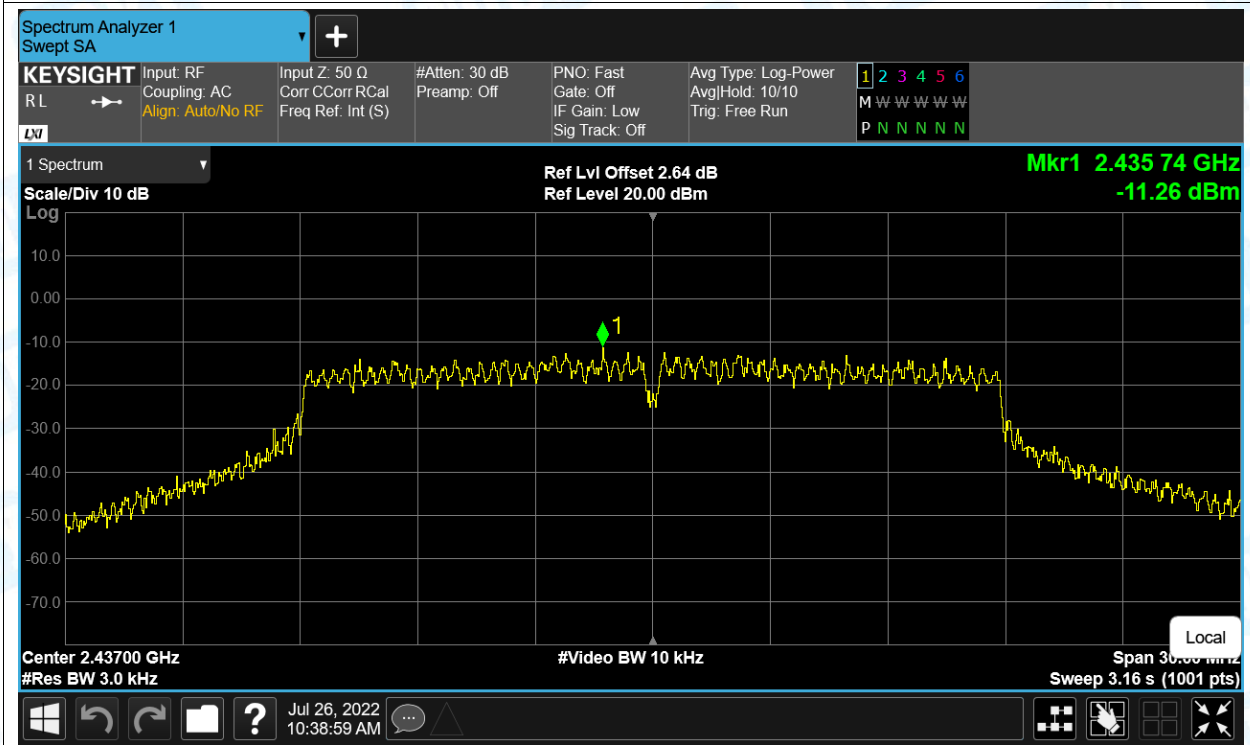 Spectrum Analyzer 1
Swept SA
KEYSIGHT
RL
LXI
Input: RF
Coupling: AC
Align: Auto/No RF
Input Z: 50 Ω
Corr CCorr RCal
Freq Ref: Int (S)
#Atten: 30 dB
Preamp: Off
PNO: Fast
Gate: Off
IF Gain: Low
Sig Track: Off
Avg Type: Log-Power
Avg|Hold: 10/10
Trig: Free Run
1 2 3 4 5 6
M W W W W W
P N N N N N
1 Spectrum
Scale/Div 10 dB
Ref Lvl Offset 2.64 dB
Ref Level 20.00 dBm
Mkr1 2.435 74 GHz
-11.26 dBm
Log
10.0
0.00
-10.0
-20.0
-30.0
-40.0
-50.0
-60.0
-70.0
1
Local
Center 2.43700 GHz
#Video BW 10 kHz
Span 30.00 MHz
#Res BW 3.0 kHz
Sweep 3.16 s (1001 pts)
?
Jul 26, 2022
10:38:59 AM